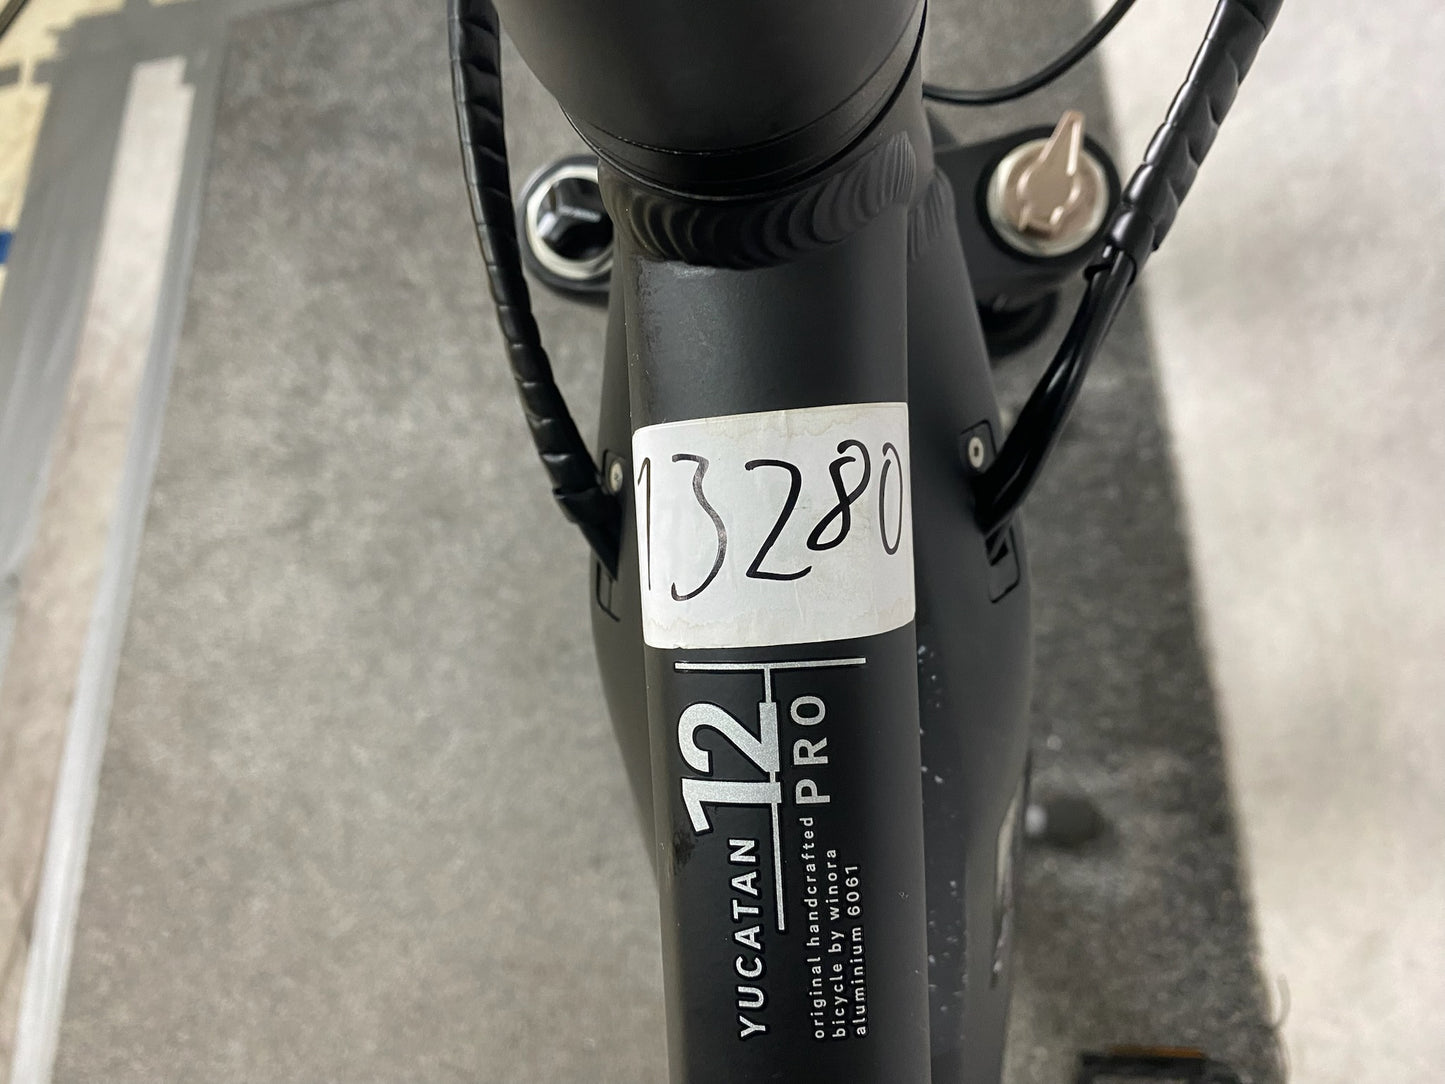 13280
YUCATAN 12
PRO
original handcrafted
bicycle by winora
aluminium 6061